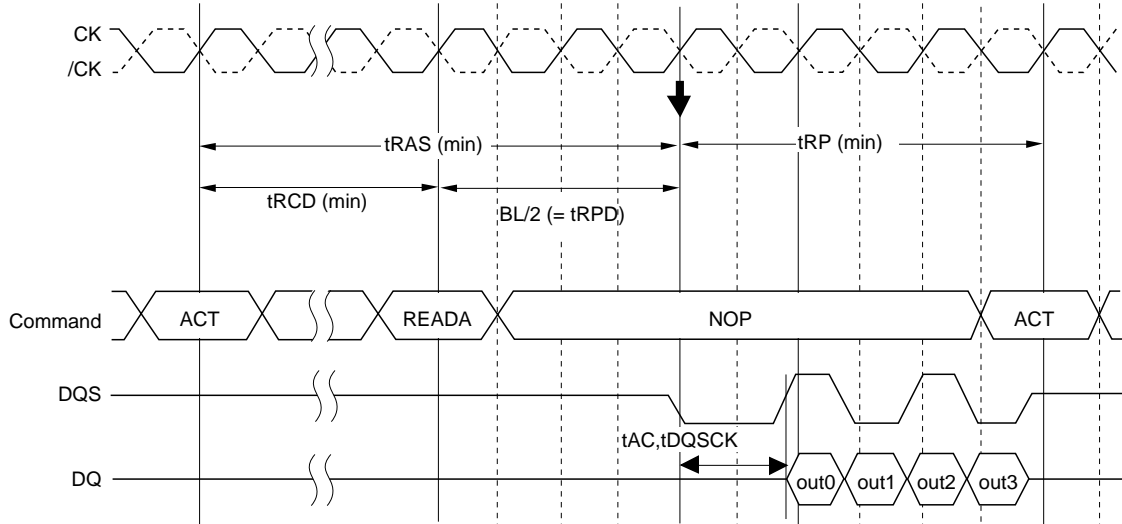 CK
/CK
tRAS (min)
tRP (min)
tRCD (min)
BL/2 (= tRPD)
Command
ACT
READA
NOP
ACT
DQS
tAC,tDQSCK
DQ
out0
out1
out2
out3